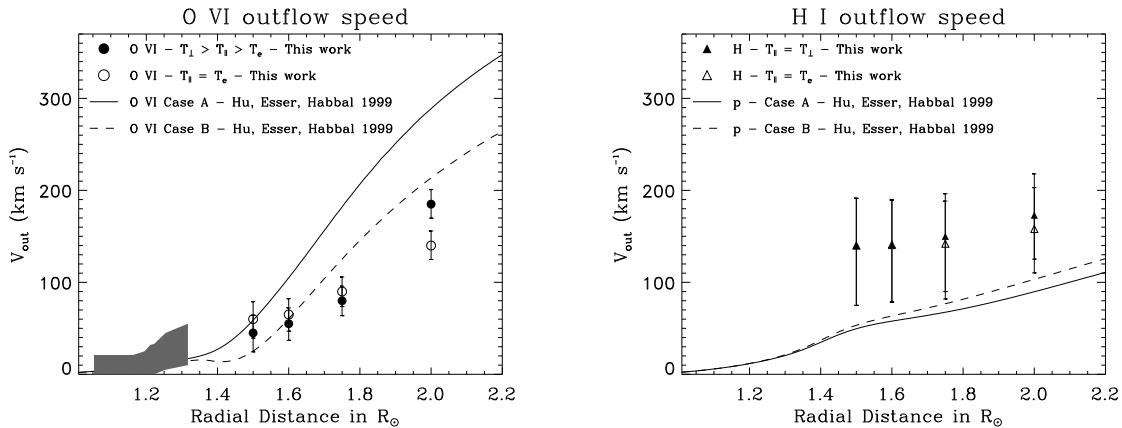 O VI outflow speed
O VI – T⊥ > T∥ > Te – This work
O VI – T∥ = Te – This work
O VI Case A – Hu, Esser, Habbal 1999
O VI Case B – Hu, Esser, Habbal 1999
300
200
100
0
Vout (km s⁻¹)
1.2 1.4 1.6 1.8 2.0 2.2
Radial Distance in R⊙
H I outflow speed
H – T∥ = T⊥ – This work
H – T∥ = Te – This work
p – Case A – Hu, Esser, Habbal 1999
p – Case B – Hu, Esser, Habbal 1999
300
200
100
0
Vout (km s⁻¹)
1.2 1.4 1.6 1.8 2.0 2.2
Radial Distance in R⊙